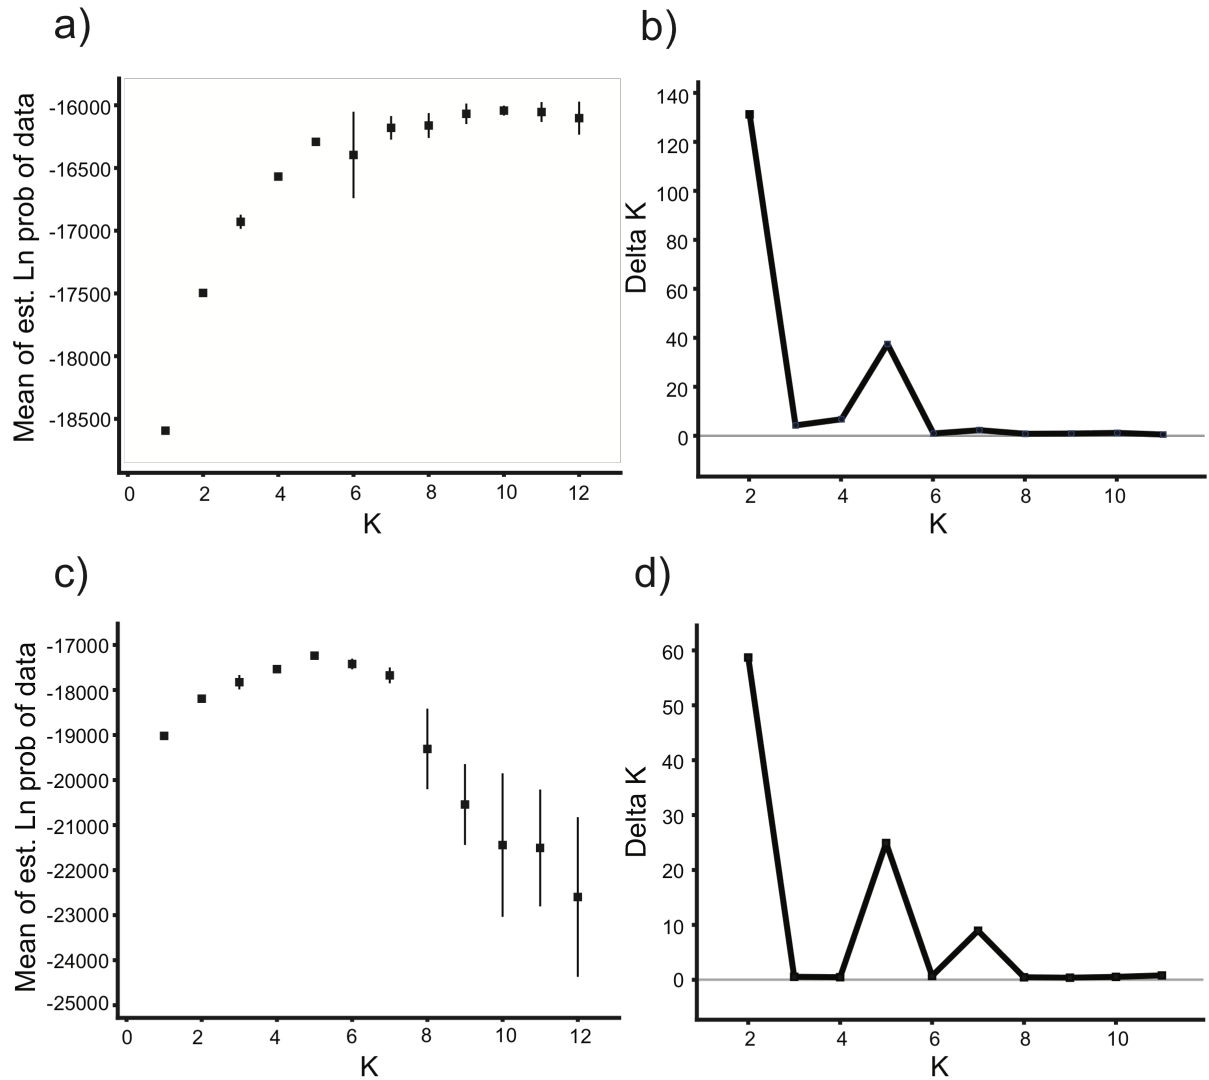 a)
Mean of est. Ln prob of data
-16000
-16500
-17000
-17500
-18000
-18500
0 2 4 6 8 10 12
K
b)
Delta K
140
120
100
80
60
40
20
0
2 4 6 8 10
K
c)
Mean of est. Ln prob of data
-17000
-18000
-19000
-20000
-21000
-22000
-23000
-24000
-25000
0 2 4 6 8 10 12
K
d)
Delta K
60
50
40
30
20
10
0
2 4 6 8 10
K